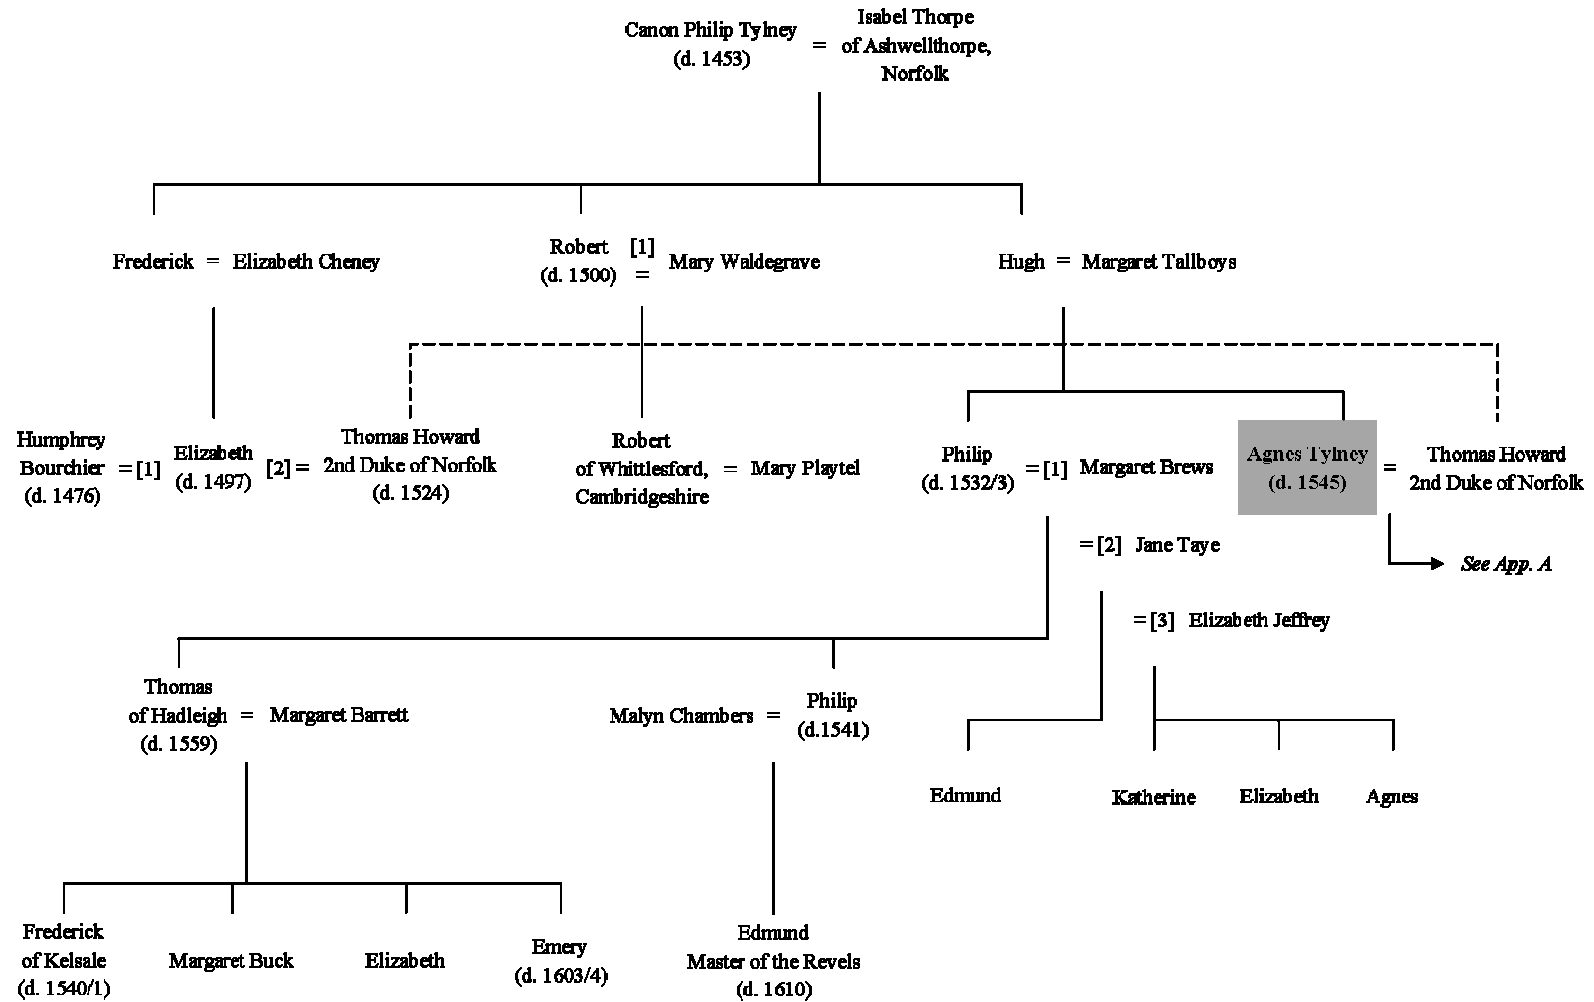 Canon Philip Tylney
(d. 1453)
=
Isabel Thorpe
of Ashwellthorpe,
Norfolk
Frederick = Elizabeth Cheney
Robert
(d. 1500)
[1]
=
Mary Waldegrave
Hugh = Margaret Tallboys
Humphrey
Bourchier
(d. 1476)
= [1]
Elizabeth
(d. 1497)
[2] =
Thomas Howard
2nd Duke of Norfolk
(d. 1524)
Robert
of Whittlesford,
Cambridgeshire
= Mary Playtel
Philip
(d. 1532/3)
= [1] Margaret Brews
Agnes Tylney
(d. 1545)
=
Thomas Howard
2nd Duke of Norfolk
= [2] Jane Taye
See App. A
= [3] Elizabeth Jeffrey
Thomas
of Hadleigh
(d. 1559)
= Margaret Barrett
Malyn Chambers =
Philip
(d.1541)
Edmund
Katherine
Elizabeth
Agnes
Frederick
of Kelsale
(d. 1540/1)
Margaret Buck
Elizabeth
Emery
(d. 1603/4)
Edmund
Master of the Revels
(d. 1610)